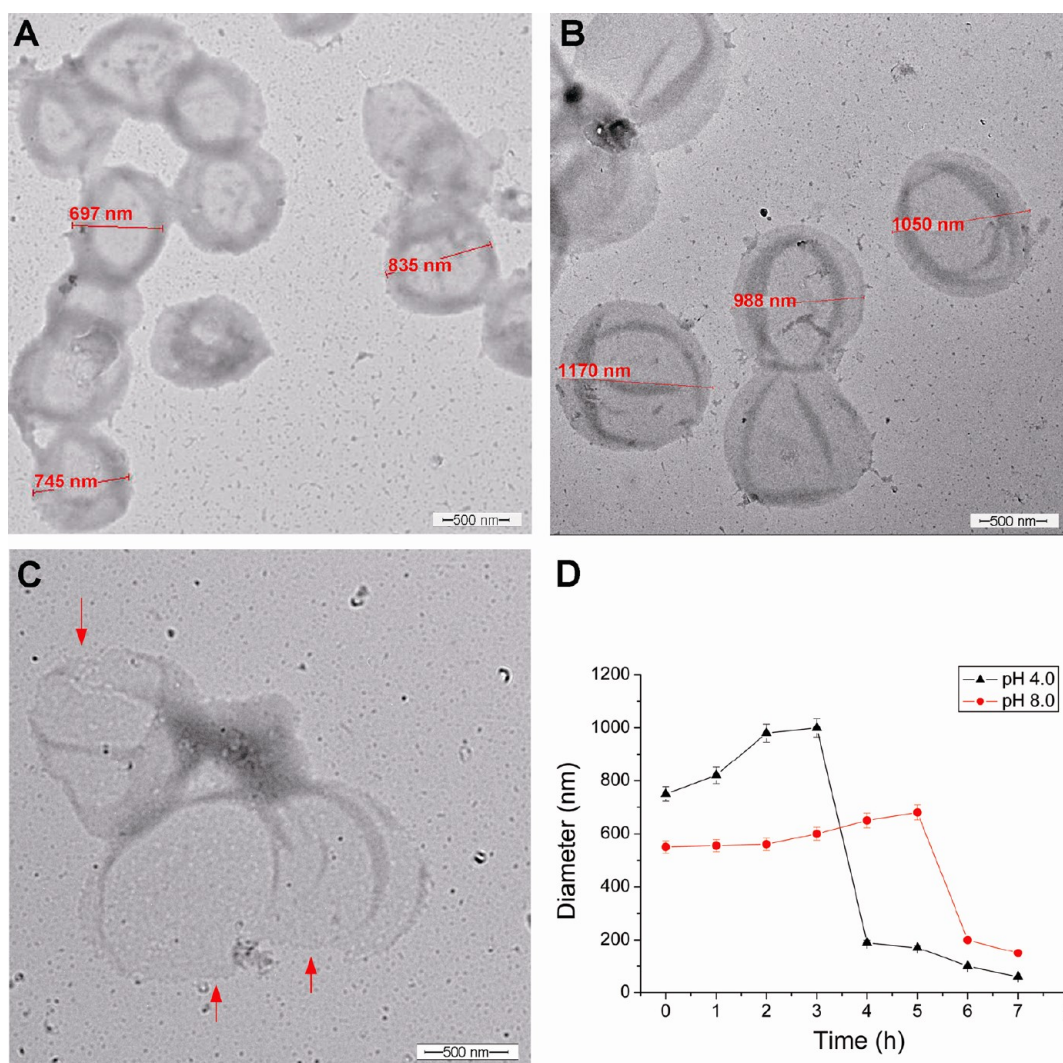 A
697 nm
835 nm
745 nm
500 nm
B
1050 nm
988 nm
1170 nm
500 nm
C
500 nm
D
pH 4.0
pH 8.0
1200
1000
800
600
400
200
0
Diameter (nm)
0 1 2 3 4 5 6 7
Time (h)